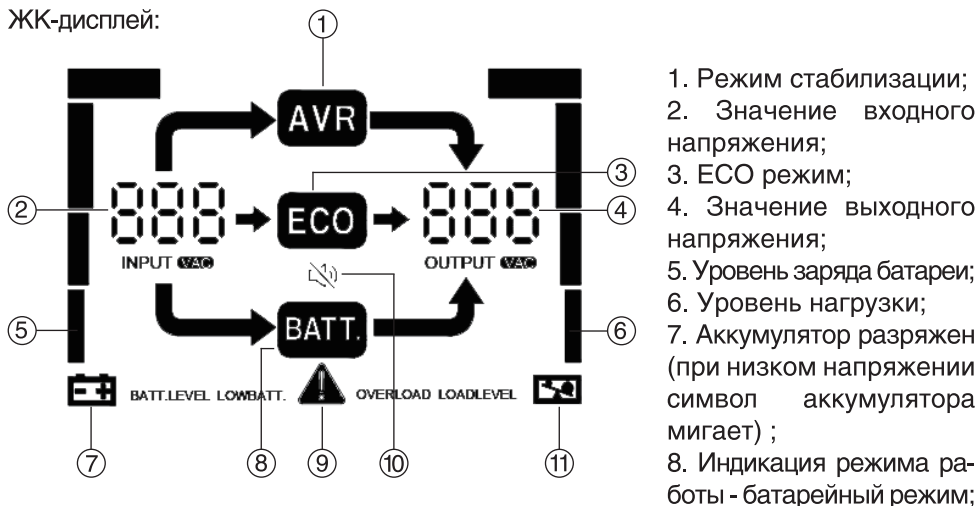 ЖК-дисплей:
①
AVR
③
②
888
ECO
888
④
INPUT VAC
OUTPUT VAC
BATT.
⑤
⑥
BATT.LEVEL LOWBATT.
OVERLOAD LOADLEVEL
⑦
⑧
⑨
⑩
⑪
1. Режим стабилизации;
2. Значение входного
напряжения;
3. ECO режим;
4. Значение выходного
напряжения;
5. Уровень заряда батареи;
6. Уровень нагрузки;
7. Аккумулятор разряжен
(при низком напряжении
символ аккумулятора
мигает) ;
8. Индикация режима ра-
боты - батарейный режим;